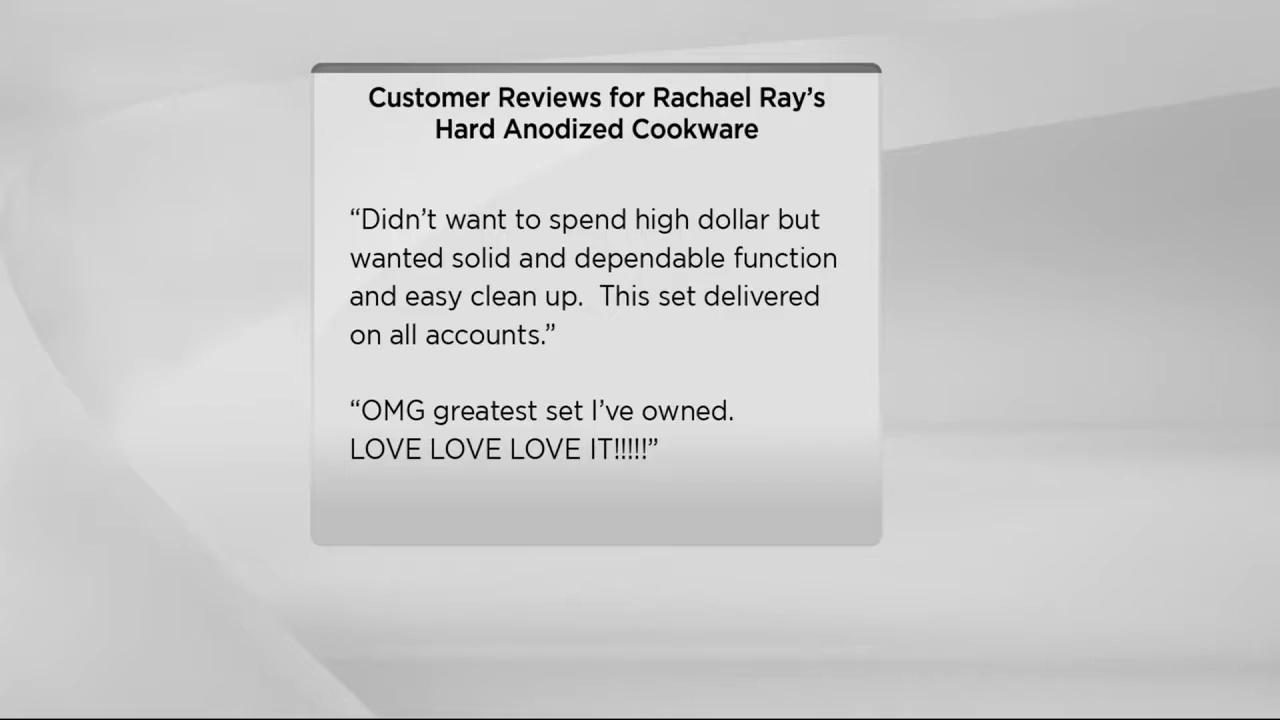 Customer Reviews for Rachael Ray’s
Hard Anodized Cookware
“Didn’t want to spend high dollar but
wanted solid and dependable function
and easy clean up.  This set delivered
on all accounts.”
“OMG greatest set I’ve owned.
LOVE LOVE LOVE IT!!!!!”